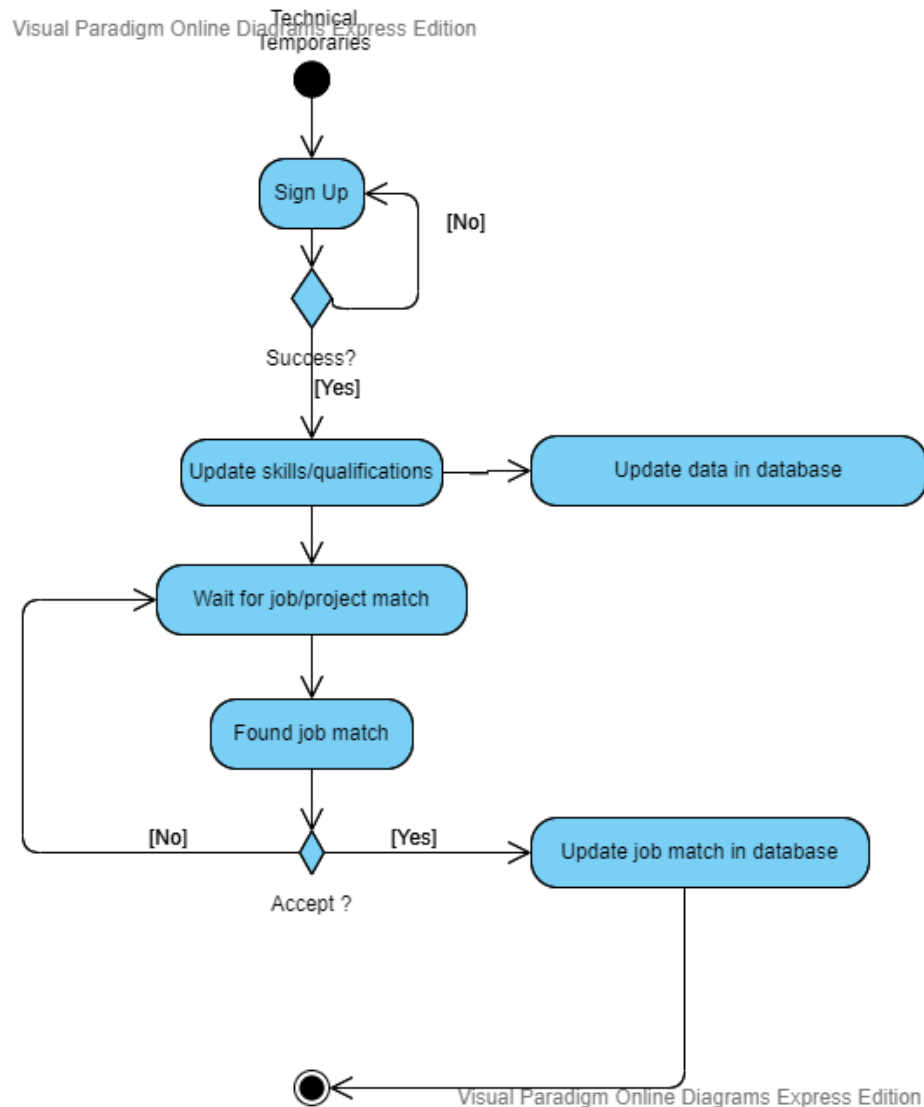 Technical
Visual Paradigm Online Diagrams Express Edition
Temporaries
Sign Up
[No]
Success?
[Yes]
Update skills/qualifications
Update data in database
Wait for job/project match
Found job match
[No]
[Yes]
Update job match in database
Accept ?
Visual Paradigm Online Diagrams Express Edition